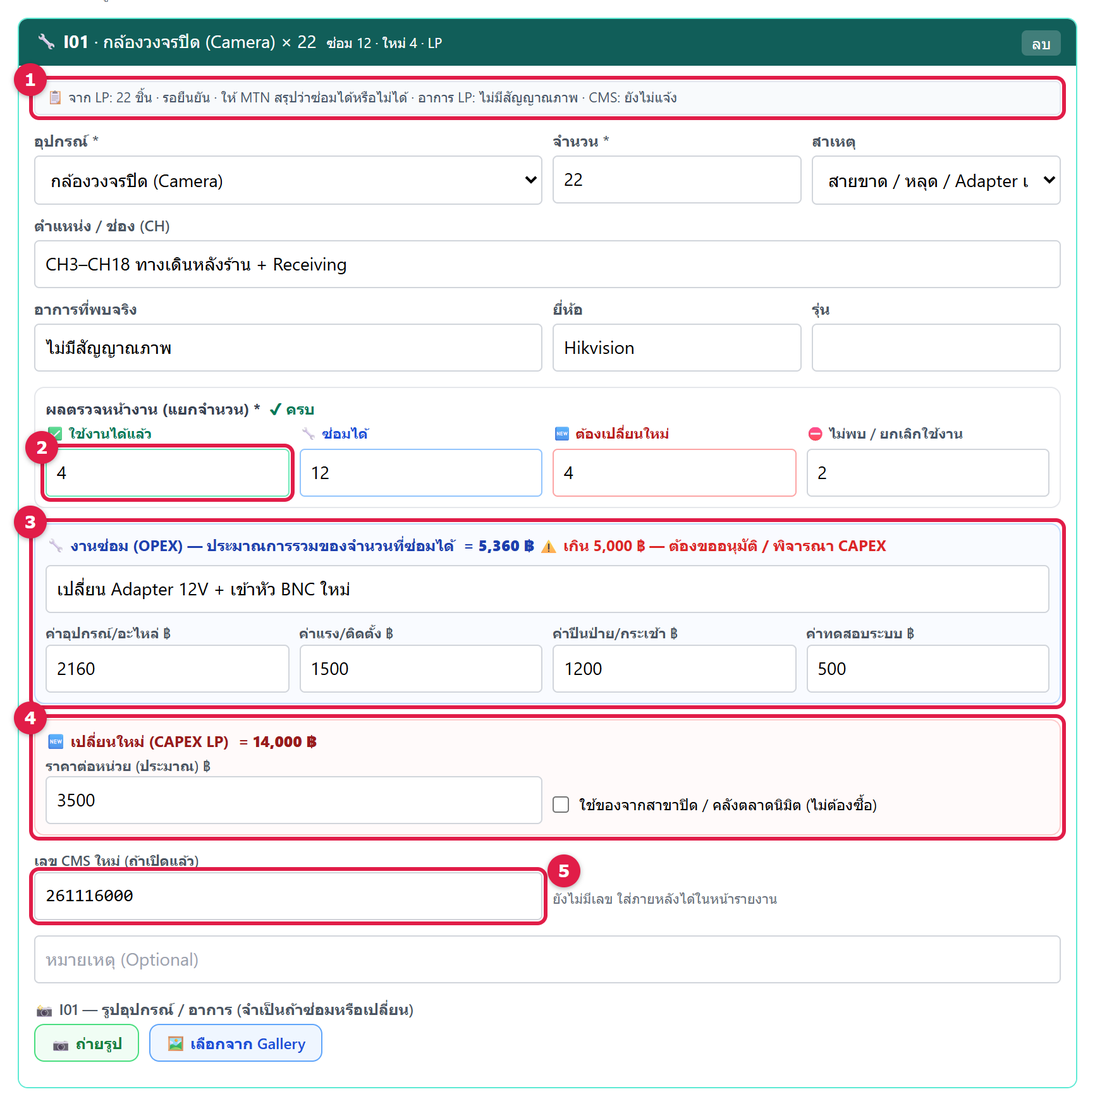 I01 · กล้องวงจรปิด (Camera) × 22 ซ่อม 12 · ใหม่ 4 · LP ลบ
1
จาก LP: 22 ชิ้น · รอยืนยัน · ให้ MTN สรุปว่าซ่อมได้หรือไม่ได้ · อาการ LP: ไม่มีสัญญาณภาพ · CMS: ยังไม่แจ้ง
อุปกรณ์ * จำนวน * สาเหตุ
กล้องวงจรปิด (Camera) 22 สายขาด / หลุด / Adapter เ
ตำแหน่ง / ช่อง (CH)
CH3–CH18 ทางเดินหลังร้าน + Receiving
อาการที่พบจริง ยี่ห้อ รุ่น
ไม่มีสัญญาณภาพ Hikvision
ผลตรวจหน้างาน (แยกจำนวน) * ✓ ครบ
ใช้งานได้แล้ว ซ่อมได้ NEW ต้องเปลี่ยนใหม่ ไม่พบ / ยกเลิกใช้งาน
2
4 12 4 2
3
งานซ่อม (OPEX) — ประมาณการรวมของจำนวนที่ซ่อมได้ = 5,360 ฿ ⚠ เกิน 5,000 ฿ — ต้องขออนุมัติ / พิจารณา CAPEX
เปลี่ยน Adapter 12V + เข้าหัว BNC ใหม่
ค่าอุปกรณ์/อะไหล่ ฿ ค่าแรง/ติดตั้ง ฿ ค่าปีนป่าย/กระเช้า ฿ ค่าทดสอบระบบ ฿
2160 1500 1200 500
4
NEW เปลี่ยนใหม่ (CAPEX LP) = 14,000 ฿
ราคาต่อหน่วย (ประมาณ) ฿
3500 ใช้ของจากสาขาปิด / คลังตลาดนิมิต (ไม่ต้องซื้อ)
เลข CMS ใหม่ (ถ้าเปิดแล้ว)
5
261116000 ยังไม่มีเลข ใส่ภายหลังได้ในหน้ารายงาน
หมายเหตุ (Optional)
I01 — รูปอุปกรณ์ / อาการ (จำเป็นถ้าซ่อมหรือเปลี่ยน)
ถ่ายรูป เลือกจาก Gallery